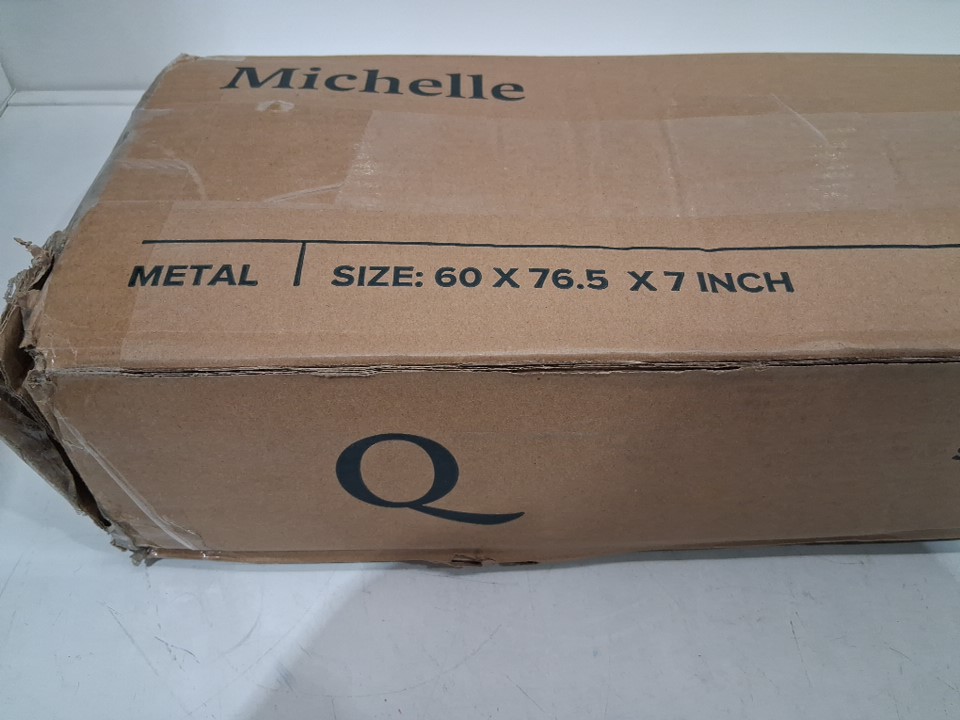 Michelle
METAL | SIZE: 60 X 76.5 X 7 INCH
Q